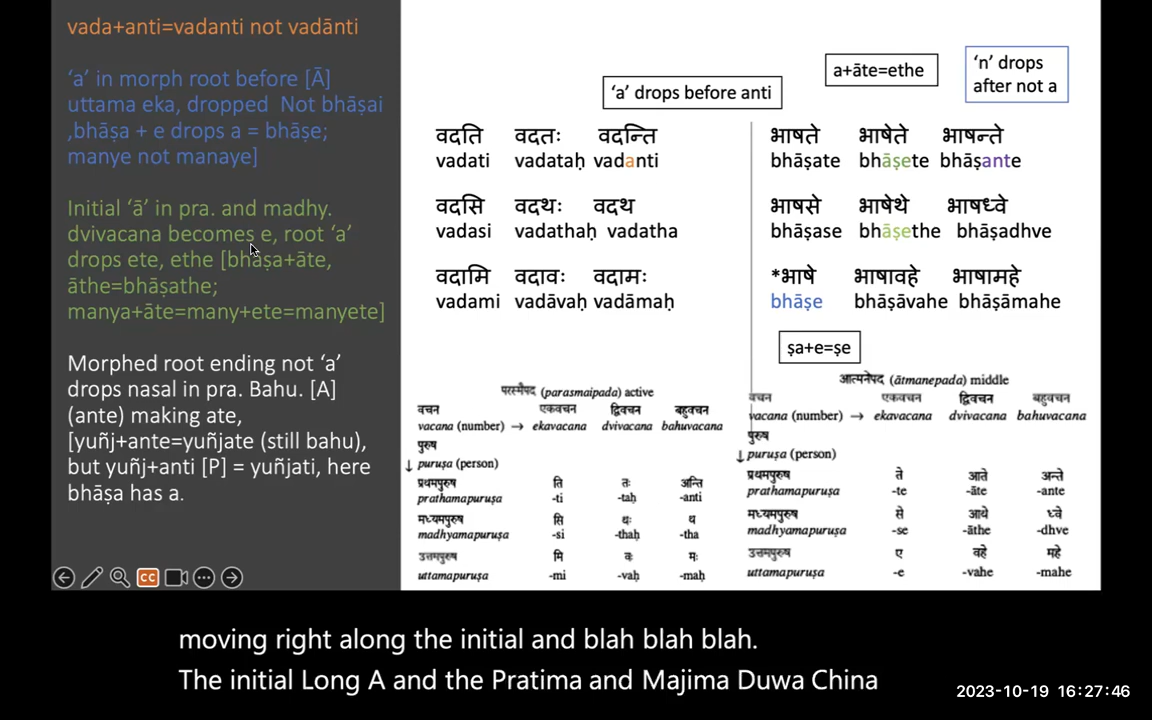 vada+anti=vadanti not vadānti
‘a’ in morph root before [Ā]
uttama eka, dropped  Not bhāṣai
,bhāṣa + e drops a = bhāṣe;
manye not manaye]
Initial ‘ā’ in pra. and madhy.
dvivacana becomes e, root ‘a’
drops ete, ethe [bhaṣa+āte,
āthe=bhāṣathe;
manya+āte=many+ete=manyete]
Morphed root ending not ‘a’
drops nasal in pra. Bahu. [A]
(ante) making ate,
[yuñj+ante=yuñjate (still bahu),
but yuñj+anti [P] = yuñjati, here
bhāṣa has a.
‘a’ drops before anti
a+āte=ethe
‘n’ drops
after not a
वदति वदतः वदन्ति
vadati vadataḥ vadanti
वदसि वदथः वदथ
vadasi vadathaḥ vadatha
वदामि वदावः वदामः
vadami vadāvaḥ vadāmaḥ
भाषते भाषेते भाषन्ते
bhāṣate bhāṣete bhāṣante
भाषसे भाषेथे भाषध्वे
bhāṣase bhāṣethe bhāṣadhve
*भाषे भाषावहे भाषामहे
bhāṣe bhāṣāvahe bhāṣāmahe
ṣa+e=ṣe
परस्मैपद (parasmaipada) active
वचन एकवचन द्विवचन बहुवचन
vacana (number) → ekavacana dvivacana bahuvacana
पुरुष
↓ puruṣa (person)
प्रथमपुरुष ति तः अन्ति
prathamapuruṣa -ti -taḥ -anti
मध्यमपुरुष सि थः थ
madhyamapuruṣa -si -thaḥ -tha
उत्तमपुरुष मि वः मः
uttamapuruṣa -mi -vaḥ -maḥ
आत्मनेपद (ātmanepada) middle
वचन एकवचन द्विवचन बहुवचन
vacana (number) → ekavacana dvivacana bahuvacana
पुरुष
↓ puruṣa (person)
प्रथमपुरुष ते आते अन्ते
prathamapuruṣa -te -āte -ante
मध्यमपुरुष से आथे ध्वे
madhyamapuruṣa -se -āthe -dhve
उत्तमपुरुष ए वहे महे
uttamapuruṣa -e -vahe -mahe
CC
moving right along the initial and blah blah blah.
The initial Long A and the Pratima and Majima Duwa China
2023-10-19 16:27:46